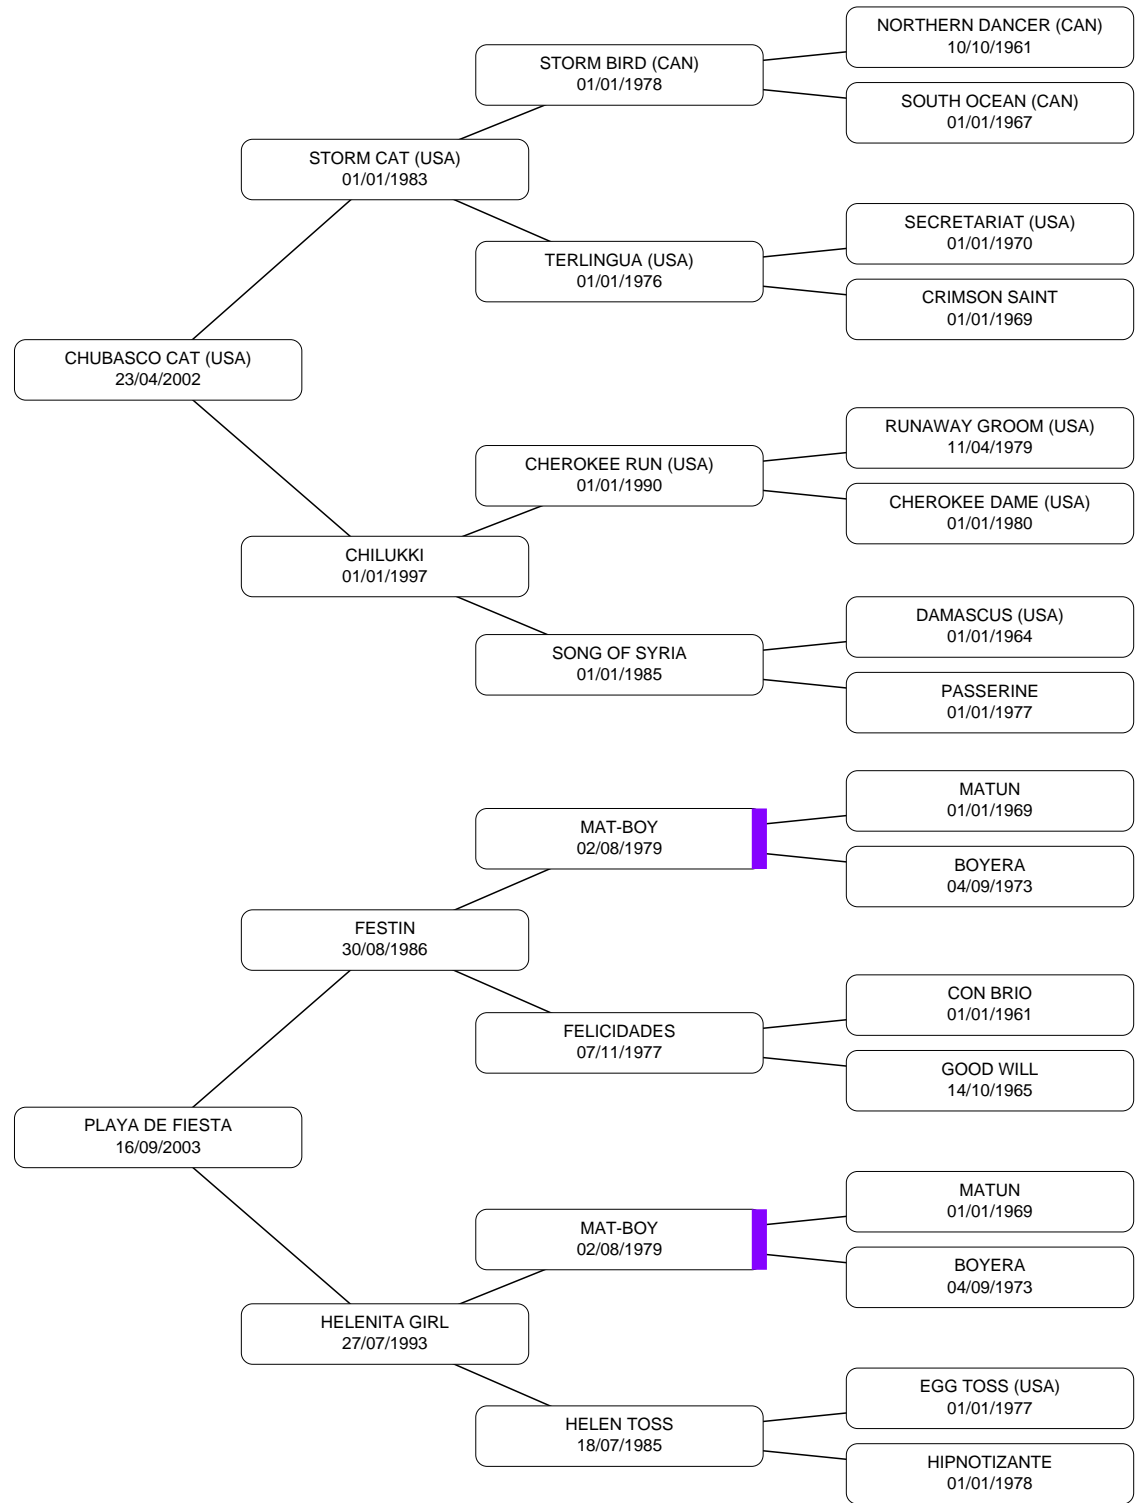 NORTHERN DANCER (CAN)
10/10/1961
STORM BIRD (CAN)
01/01/1978
SOUTH OCEAN (CAN)
01/01/1967
STORM CAT (USA)
01/01/1983
SECRETARIAT (USA)
01/01/1970
TERLINGUA (USA)
01/01/1976
CRIMSON SAINT
01/01/1969
CHUBASCO CAT (USA)
23/04/2002
RUNAWAY GROOM (USA)
11/04/1979
CHEROKEE RUN (USA)
01/01/1990
CHEROKEE DAME (USA)
01/01/1980
CHILUKKI
01/01/1997
DAMASCUS (USA)
01/01/1964
SONG OF SYRIA
01/01/1985
PASSERINE
01/01/1977
MATUN
01/01/1969
MAT-BOY
02/08/1979
BOYERA
04/09/1973
FESTIN
30/08/1986
CON BRIO
01/01/1961
FELICIDADES
07/11/1977
GOOD WILL
14/10/1965
PLAYA DE FIESTA
16/09/2003
MATUN
01/01/1969
MAT-BOY
02/08/1979
BOYERA
04/09/1973
HELENITA GIRL
27/07/1993
EGG TOSS (USA)
01/01/1977
HELEN TOSS
18/07/1985
HIPNOTIZANTE
01/01/1978